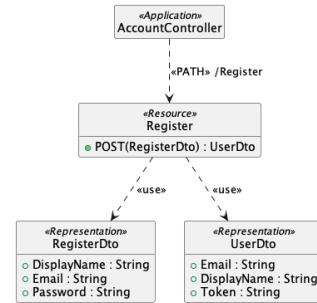 «Application»
AccountController
«PATH» /Register
«Resource»
Register
POST(RegisterDto) : UserDto
«use»
«use»
«Representation»
RegisterDto
DisplayName : String
Email : String
Password : String
«Representation»
UserDto
Email : String
DisplayName : String
Token : String